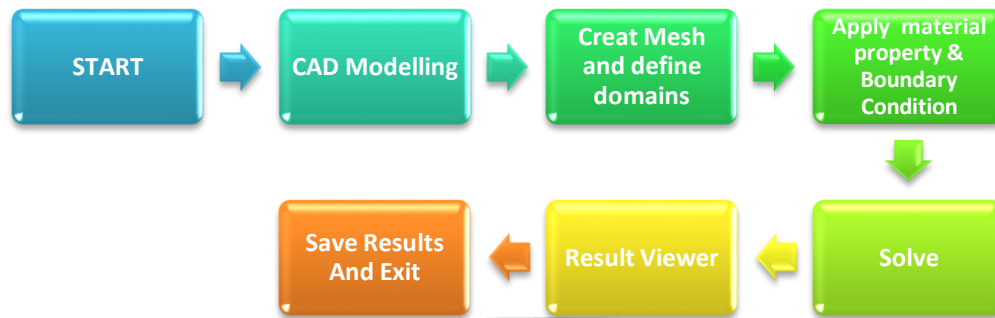 START
CAD Modelling
Creat Mesh
and define
domains
Apply material
property &
Boundary
Condition
Solve
Result Viewer
Save Results
And Exit